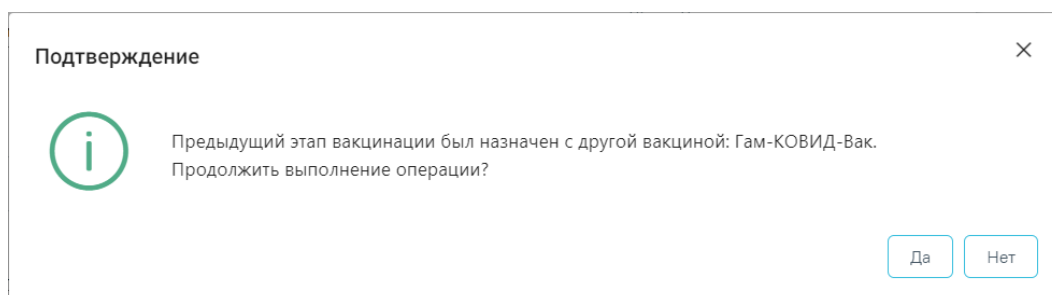 Подтверждение
Предыдущий этап вакцинации был назначен с другой вакциной: Гам-КОВИД-Вак.
Продолжить выполнение операции?
Да
Нет